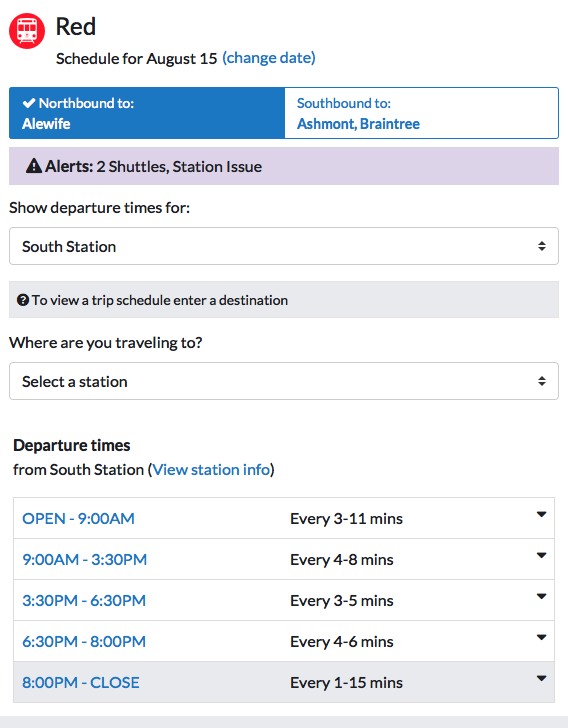 Red
Schedule for August 15 (change date)
Northbound to:
Alewife
Southbound to:
Ashmont, Braintree
Alerts: 2 Shuttles, Station Issue
Show departure times for:
South Station
To view a trip schedule enter a destination
Where are you traveling to?
Select a station
Departure times
from South Station (View station info)
OPEN - 9:00AM Every 3-11 mins
9:00AM - 3:30PM Every 4-8 mins
3:30PM - 6:30PM Every 3-5 mins
6:30PM - 8:00PM Every 4-6 mins
8:00PM - CLOSE Every 1-15 mins